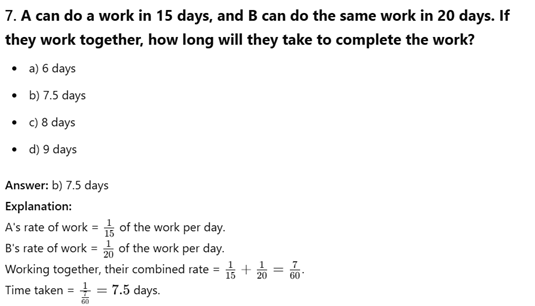 7. A can do a work in 15 days, and B can do the same work in 20 days. If
they work together, how long will they take to complete the work?
• a) 6 days
• b) 7.5 days
• c) 8 days
• d) 9 days
Answer: b) 7.5 days
Explanation:
A's rate of work = 1/15 of the work per day.
B's rate of work = 1/20 of the work per day.
Working together, their combined rate = 1/15 + 1/20 = 7/60.
Time taken = 1/(7/60) = 7.5 days.